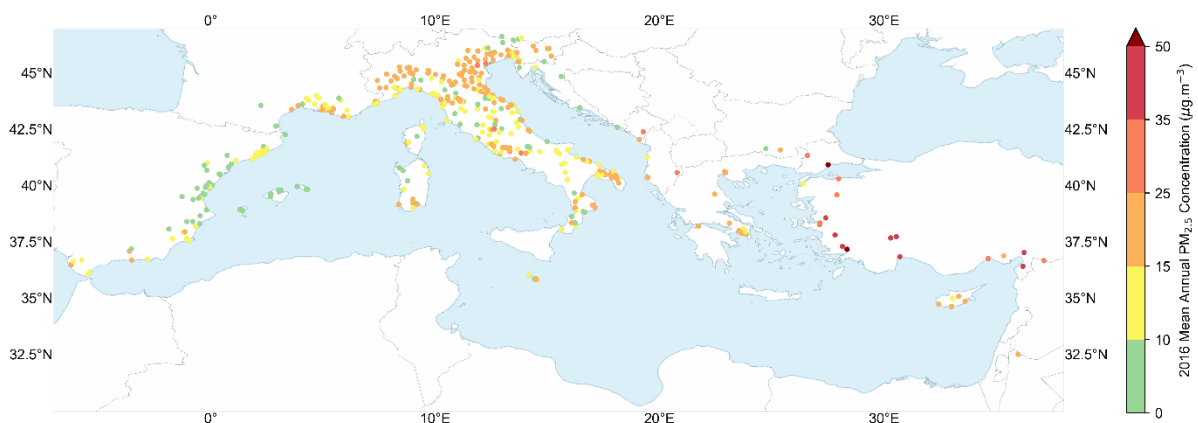 0° 10°E 20°E 30°E
45°N 45°N
42.5°N 42.5°N
40°N 40°N
37.5°N 37.5°N
35°N 35°N
32.5°N 32.5°N
0° 10°E 20°E 30°E
50
35
25
15
10
0
2016 Mean Annual PM2.5 Concentration (μg.m⁻³)